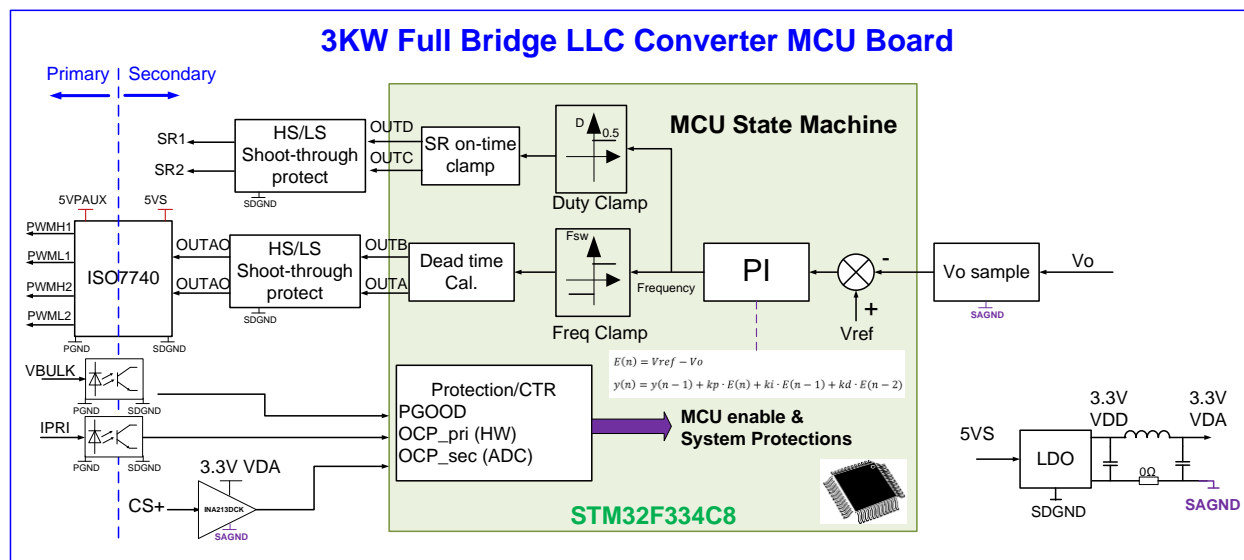 3KW Full Bridge LLC Converter MCU Board
Primary
Secondary
MCU State Machine
SR1
SR2
HS/LS
Shoot-through
protect
SDGND
OUTD
OUTC
SR on-time
clamp
D
0.5
Duty Clamp
5VPAUX
5VS
PWMH1
PWML1
PWMH2
PWML2
ISO7740
PGND
SDGND
OUTAO
OUTAO
HS/LS
Shoot-through
protect
SDGND
OUTB
OUTA
Dead time
Cal.
Fsw
Freq Clamp
Frequency
PI
-
+
Vref
Vo sample
SAGND
Vo
E(n) = Vref − Vo
y(n) = y(n − 1) + kp · E(n) + ki · E(n − 1) + kd · E(n − 2)
VBULK
PGND
SDGND
IPRI
PGND
SDGND
Protection/CTR
PGOOD
OCP_pri (HW)
OCP_sec (ADC)
MCU enable &
System Protections
3.3V VDA
CS+
INA213DCK
SAGND
STM32F334C8
5VS
LDO
SDGND
3.3V
VDD
3.3V
VDA
0Ω
SAGND